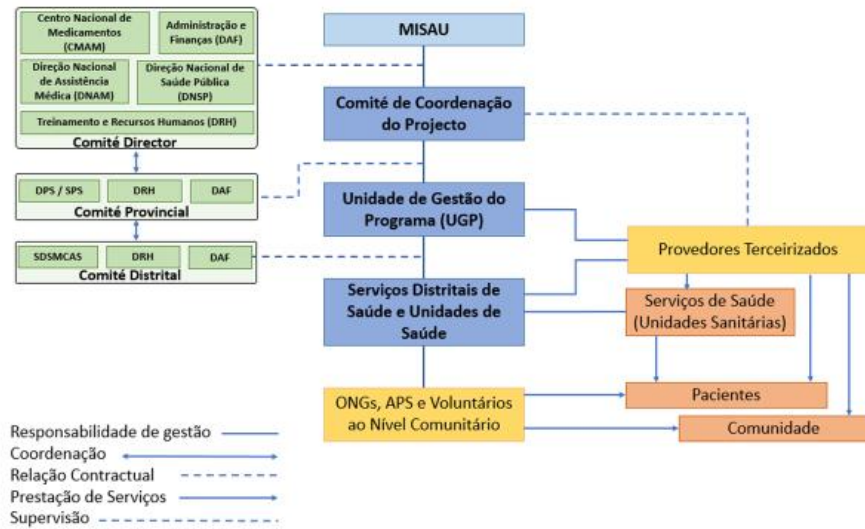 Centro Nacional de
Medicamentos
(CMAM)
Administração e
Finanças (DAF)
Direção Nacional
de Assistência
Médica (DNAM)
Direção Nacional de
Saúde Pública
(DNSP)
Treinamento e Recursos Humanos (DRH)
Comité Director
DPS / SPS
DRH
DAF
Comité Provincial
SDSMCAS
DRH
DAF
Comité Distrital
MISAU
Comité de Coordenação
do Projecto
Unidade de Gestão do
Programa (UGP)
Serviços Distritais de
Saúde e Unidades de
Saúde
ONGs, APS e Voluntários
ao Nível Comunitário
Provedores Terceirizados
Serviços de Saúde
(Unidades Sanitárias)
Pacientes
Comunidade
Responsabilidade de gestão
Coordenação
Relação Contractual
Prestação de Serviços
Supervisão